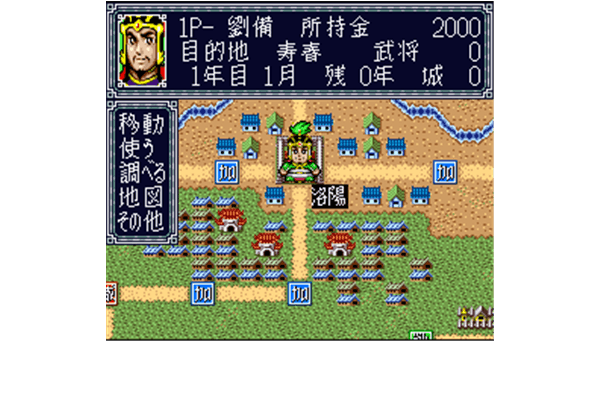 1P- 劉備 所持金 2000
目的地 寿春 武将 0
1年目 1月 残 0年 城 0
移動
使う
調べる
地図
その他
加
加
洛陽
加
加